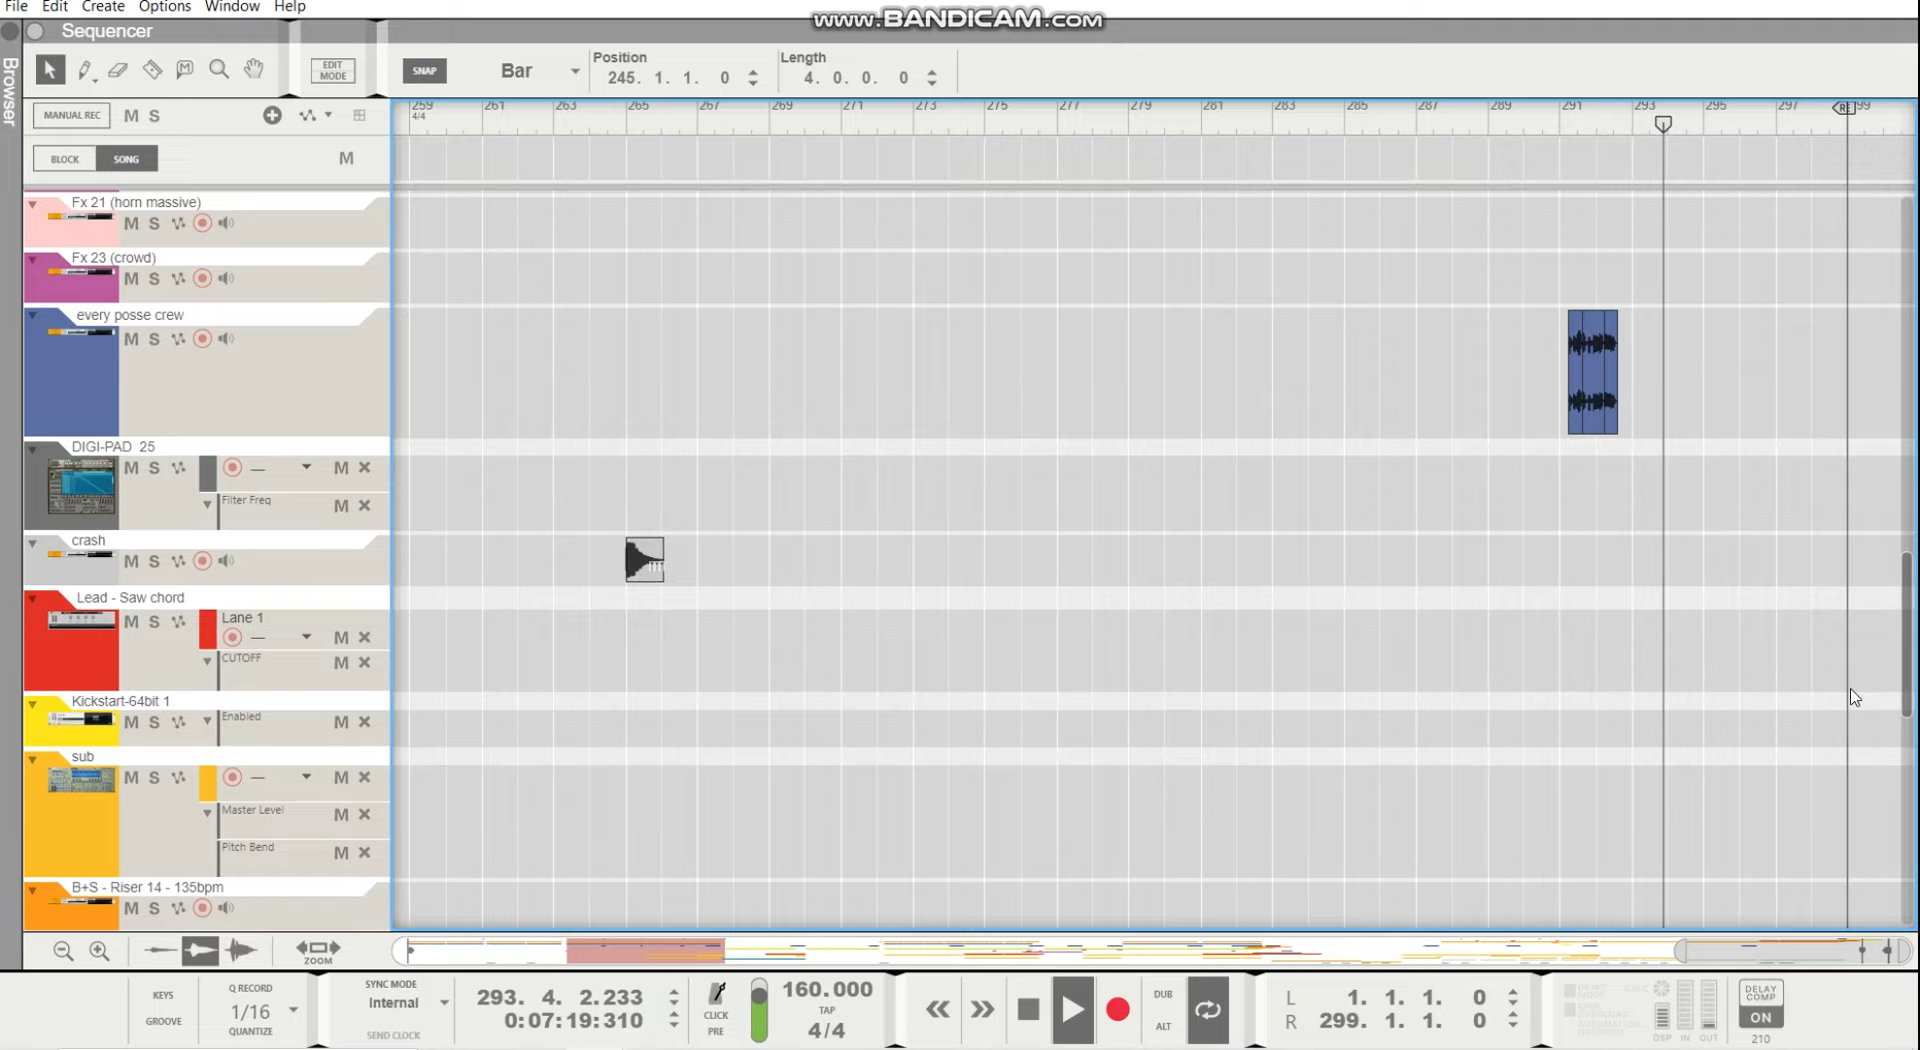 File Edit Create Options Window Help
www.BANDICAM.com
Sequencer
Browser
EDIT MODE
SNAP
Bar
Position
245. 1. 1. 0
Length
4. 0. 0. 0
MANUAL REC M S
259 261 263 265 267 269 271 273 275 277 279 281 283 285 287 289 291 293 295 297 299
4/4
BLOCK SONG M
Fx 21 (horn massive)
M S
Fx 23 (crowd)
M S
every posse crew
M S
DIGI-PAD 25
M S M
Filter Freq M
crash
M S
Lead - Saw chord
Lane 1
M S M
CUTOFF M
Kickstart-64bit 1
M S Enabled M
sub
M S M
Master Level M
Pitch Bend M
B+S - Riser 14 - 135bpm
M S
ZOOM
KEYS
GROOVE
Q RECORD
1/16
QUANTIZE
SYNC MODE
Internal
SEND CLOCK
293. 4. 2.233
0:07:19:310
CLICK
PRE
160.000
TAP
4/4
DUB
ALT
L 1. 1. 1. 0
R 299. 1. 1. 0
DSP IN OUT
DELAY COMP
ON
210